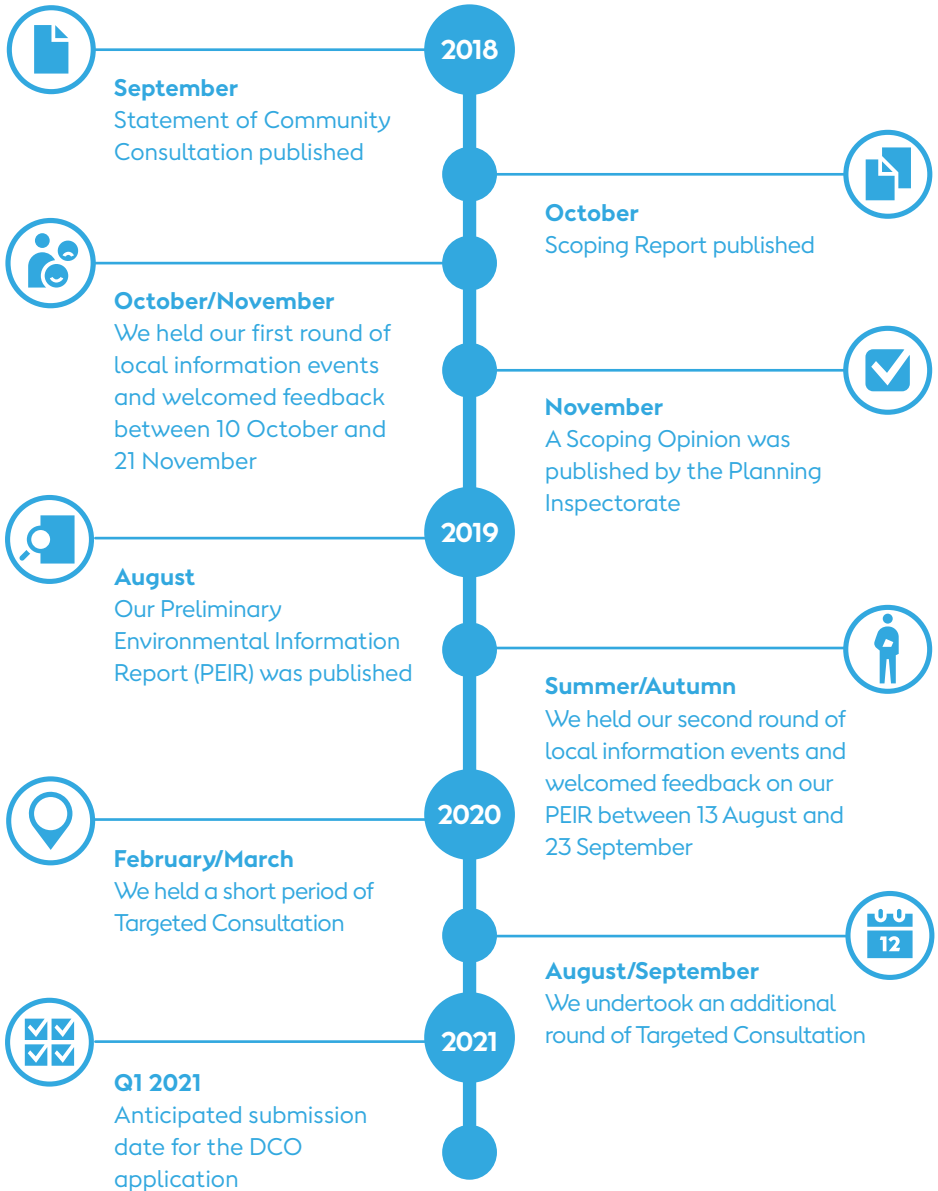 2018
September
Statement of Community
Consultation published
October
Scoping Report published
October/November
We held our first round of
local information events
and welcomed feedback
between 10 October and
21 November
November
A Scoping Opinion was
published by the Planning
Inspectorate
2019
August
Our Preliminary
Environmental Information
Report (PEIR) was published
Summer/Autumn
We held our second round of
local information events and
welcomed feedback on our
PEIR between 13 August and
23 September
2020
February/March
We held a short period of
Targeted Consultation
12
August/September
We undertook an additional
round of Targeted Consultation
2021
Q1 2021
Anticipated submission
date for the DCO
application